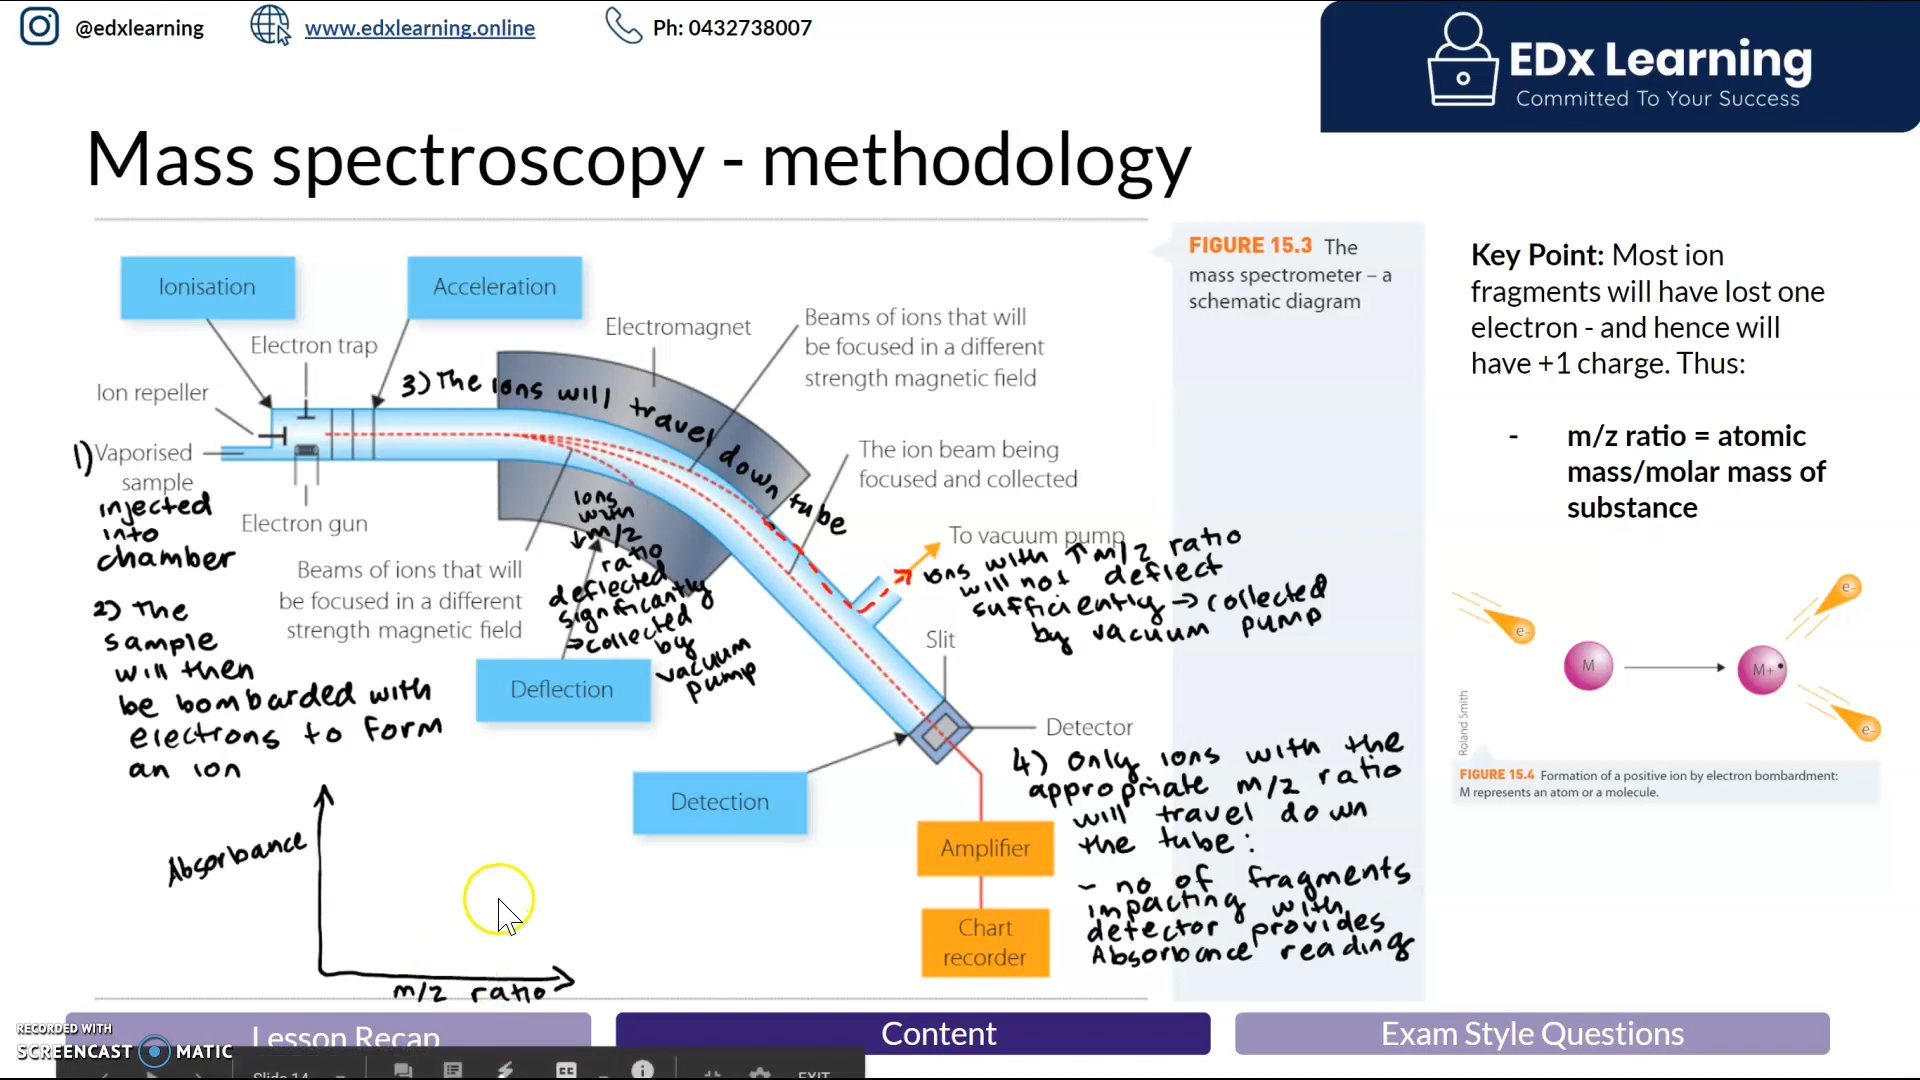 @edxlearning
www.edxlearning.online
Ph: 0432738007
EDx Learning
Committed To Your Success
Mass spectroscopy - methodology
Ionisation
Acceleration
Electron trap
Ion repeller
1) Vaporised
sample
injected
into
chamber
Electron gun
2) The
sample
will then
be bombarded with
electrons to form
an ion
Electromagnet
Beams of ions that will
be focused in a different
strength magnetic field
3) The ions will travel down tube
The ion beam being
focused and collected
Beams of ions that will
be focused in a different
strength magnetic field
ions
with
↓ m/z
ratio
deflected
significantly
→ collected
by
vacuum
pump
Deflection
To vacuum pump
ions with ↑ m/z ratio
will not deflect
sufficiently → collected
by vacuum pump
Slit
Detector
Detection
4) only ions with the
appropriate m/z ratio
will travel down
the tube:
- no of fragments
impacting with
detector provides
Absorbance reading
Amplifier
Chart
recorder
Absorbance
m/z ratio
FIGURE 15.3 The
mass spectrometer – a
schematic diagram
Key Point: Most ion
fragments will have lost one
electron - and hence will
have +1 charge. Thus:
- m/z ratio = atomic
mass/molar mass of
substance
e-
M
M+•
e-
e-
Roland Smith
FIGURE 15.4 Formation of a positive ion by electron bombardment:
M represents an atom or a molecule.
Lesson Recap
Content
Exam Style Questions
RECORDED WITH
SCREENCAST MATIC
Slide 14
EXIT